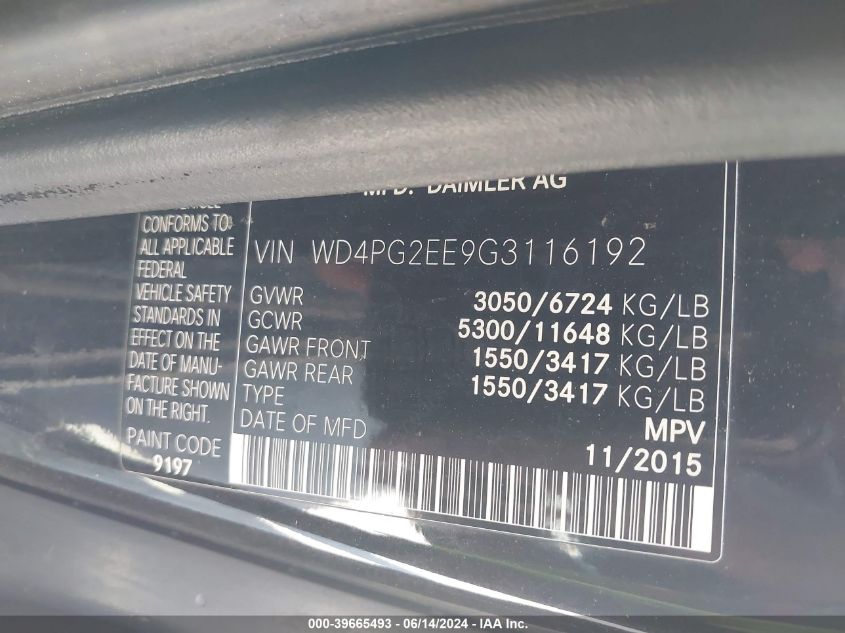 MFD. DAIMLER AG
VEHICLE
CONFORMS TO
ALL APPLICABLE
FEDERAL
VEHICLE SAFETY
STANDARDS IN
EFFECT ON THE
DATE OF MANU-
FACTURE SHOWN
ON THE RIGHT.
PAINT CODE
9197
VIN WD4PG2EE9G3116192
GVWR 3050/6724 KG/LB
GCWR 5300/11648 KG/LB
GAWR FRONT 1550/3417 KG/LB
GAWR REAR 1550/3417 KG/LB
TYPE MPV
DATE OF MFD 11/2015
000-39665493 - 06/14/2024 - IAA Inc.